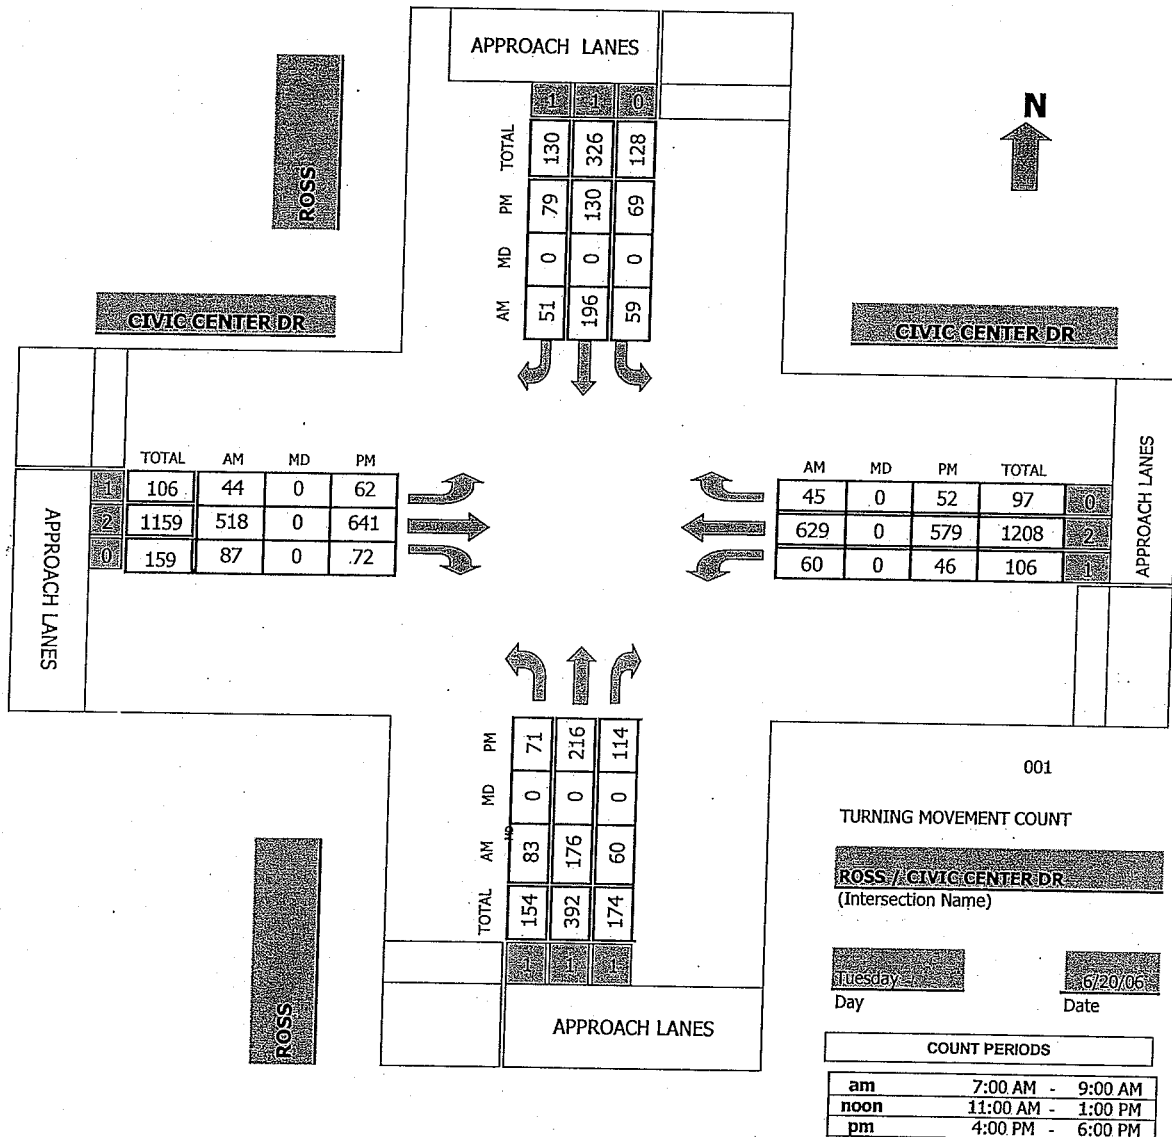 APPROACH LANES
1 1 0
TOTAL 130 326 128
PM 79 130 69
MD 0 0 0
AM 51 196 59
N
ROSS
CIVIC CENTER DR
CIVIC CENTER DR
TOTAL AM MD PM
1 106 44 0 62
2 1159 518 0 641
0 159 87 0 72
APPROACH LANES
AM MD PM TOTAL
45 0 52 97 0
629 0 579 1208 2
60 0 46 106 1
APPROACH LANES
PM 71 216 114
MD 0 0 0
MD
AM 83 176 60
TOTAL 154 392 174
1 1 1
APPROACH LANES
ROSS
001
TURNING MOVEMENT COUNT
ROSS / CIVIC CENTER DR
(Intersection Name)
Tuesday 6/20/06
Day Date
COUNT PERIODS
am 7:00 AM - 9:00 AM
noon 11:00 AM - 1:00 PM
pm 4:00 PM - 6:00 PM